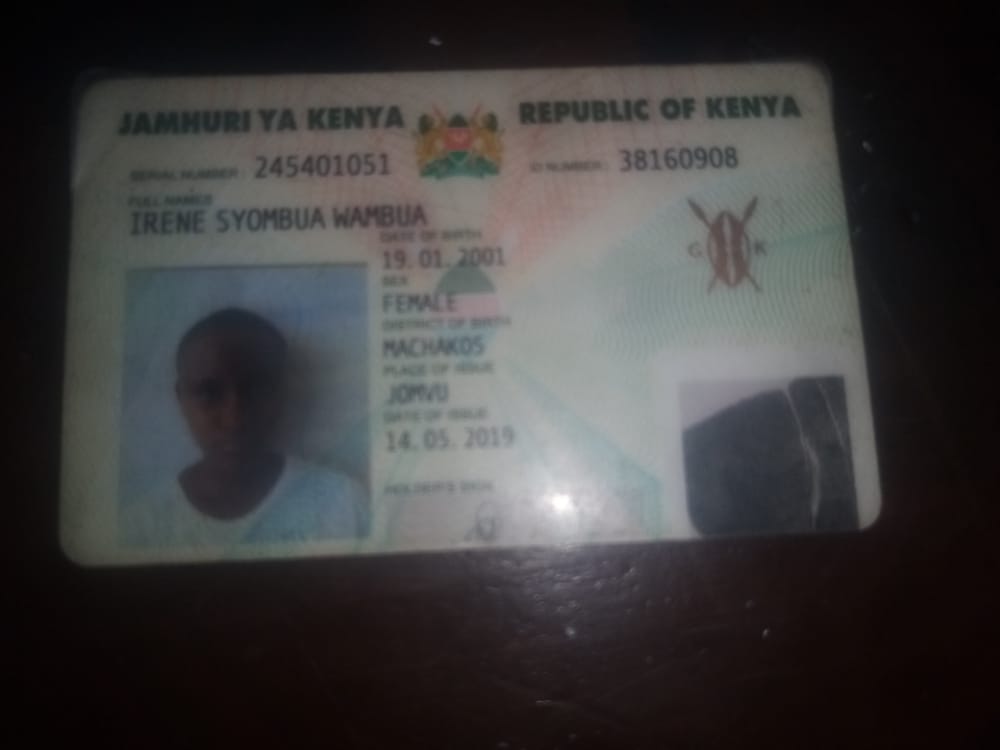 JAMHURI YA KENYA REPUBLIC OF KENYA
SERIAL NUMBER: 245401051 ID NUMBER: 38160908
FULL NAMES
IRENE SYOMBUA WAMBUA
DATE OF BIRTH
19. 01. 2001
SEX
FEMALE
DISTRICT OF BIRTH
MACHAKOS
PLACE OF ISSUE
JOMVU
DATE OF ISSUE
14. 05. 2019
HOLDER'S SIGN.
G K